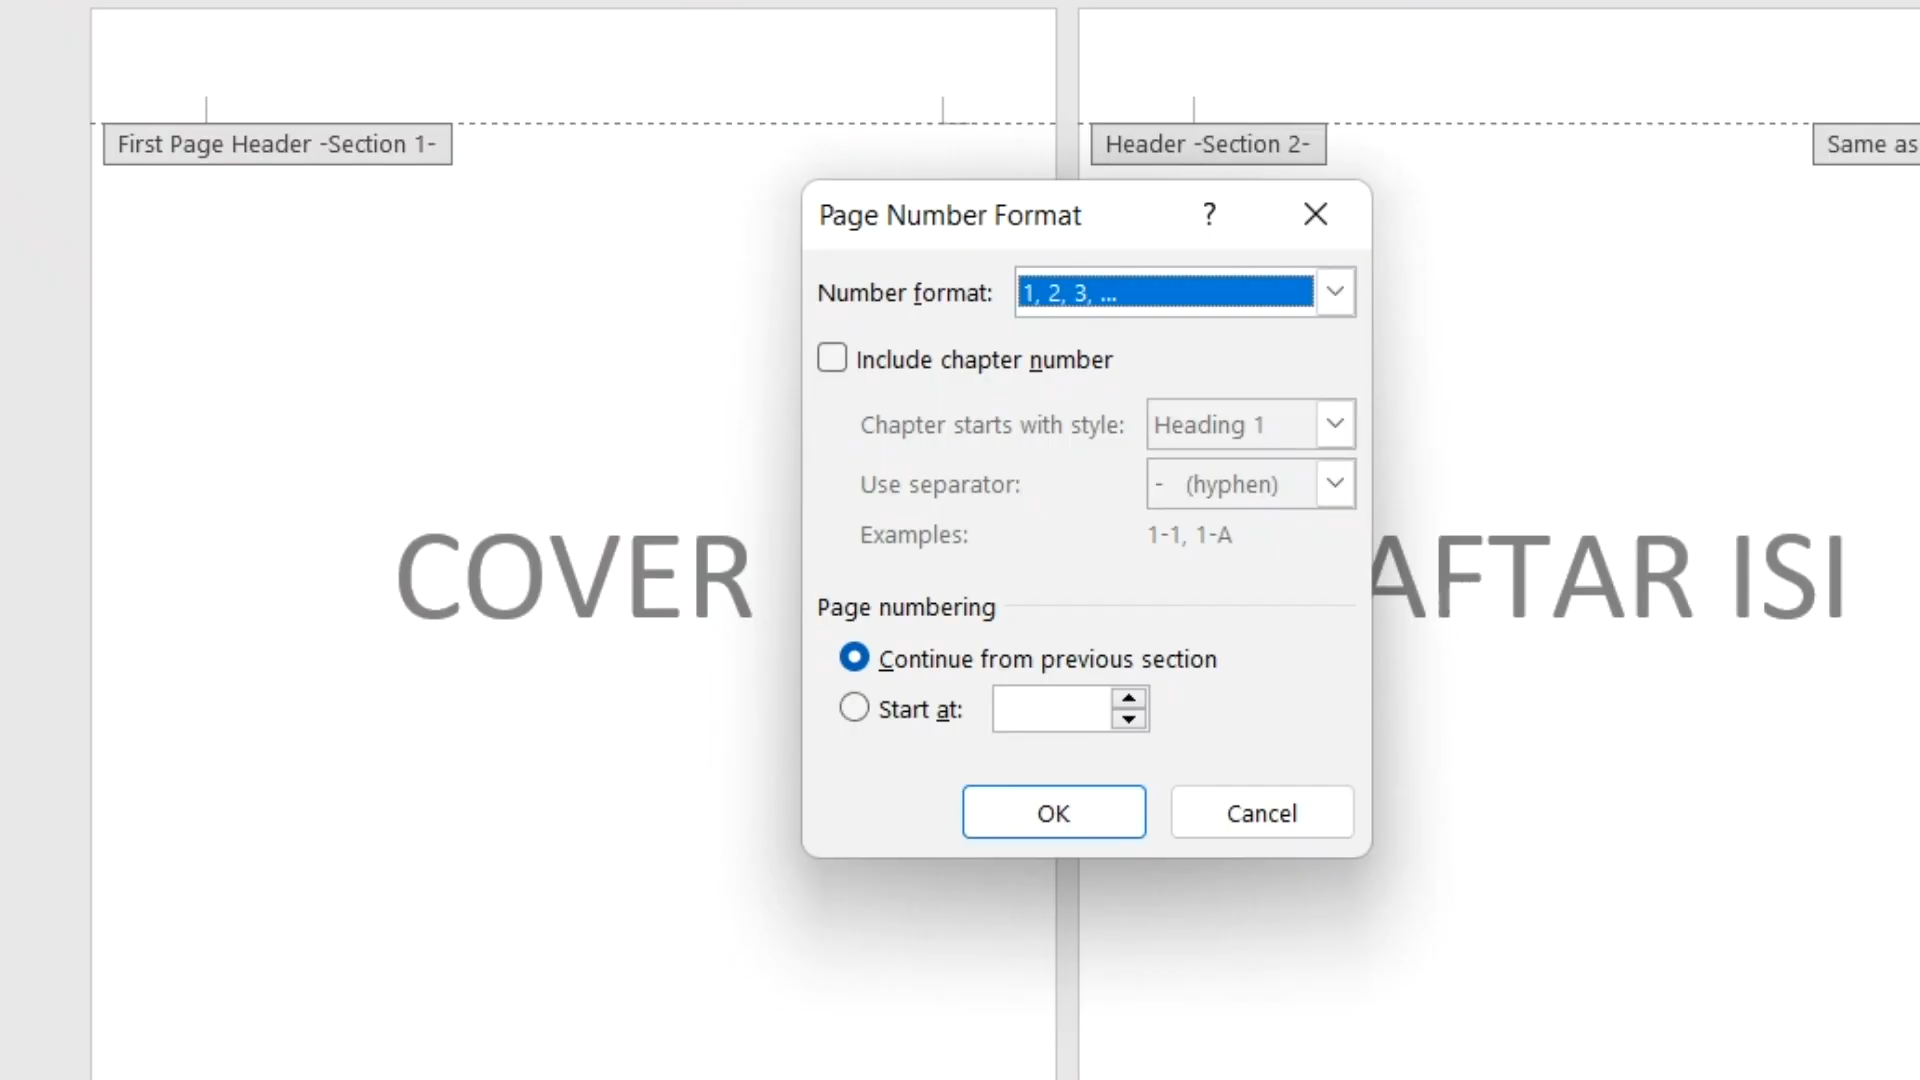 First Page Header -Section 1-
Header -Section 2-
Same as
Page Number Format
?
Number format:
1, 2, 3, ...
Include chapter number
Chapter starts with style:
Heading 1
Use separator:
- (hyphen)
Examples:
1-1, 1-A
COVER
AFTAR ISI
Page numbering
Continue from previous section
Start at:
OK
Cancel